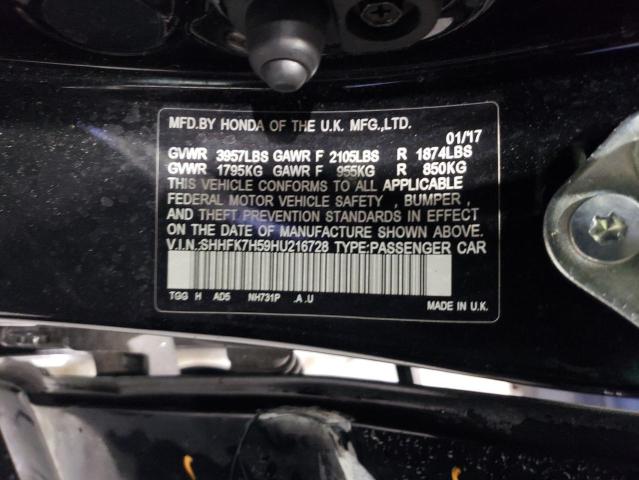 MFD.BY HONDA OF THE U.K. MFG.,LTD.
01/'17
GVWR 3957LBS GAWR F 2105LBS R 1874LBS
GVWR 1795KG GAWR F 955KG R 850KG
THIS VEHICLE CONFORMS TO ALL APPLICABLE
FEDERAL MOTOR VEHICLE SAFETY , BUMPER ,
AND THEFT PREVENTION STANDARDS IN EFFECT
ON THE DATE OF MANUFACTURE SHOWN ABOVE.
V.I.N.:SHHFK7H59HU216728 TYPE:PASSENGER CAR
TGG H AD5 NH731P .A .U
MADE IN U.K.